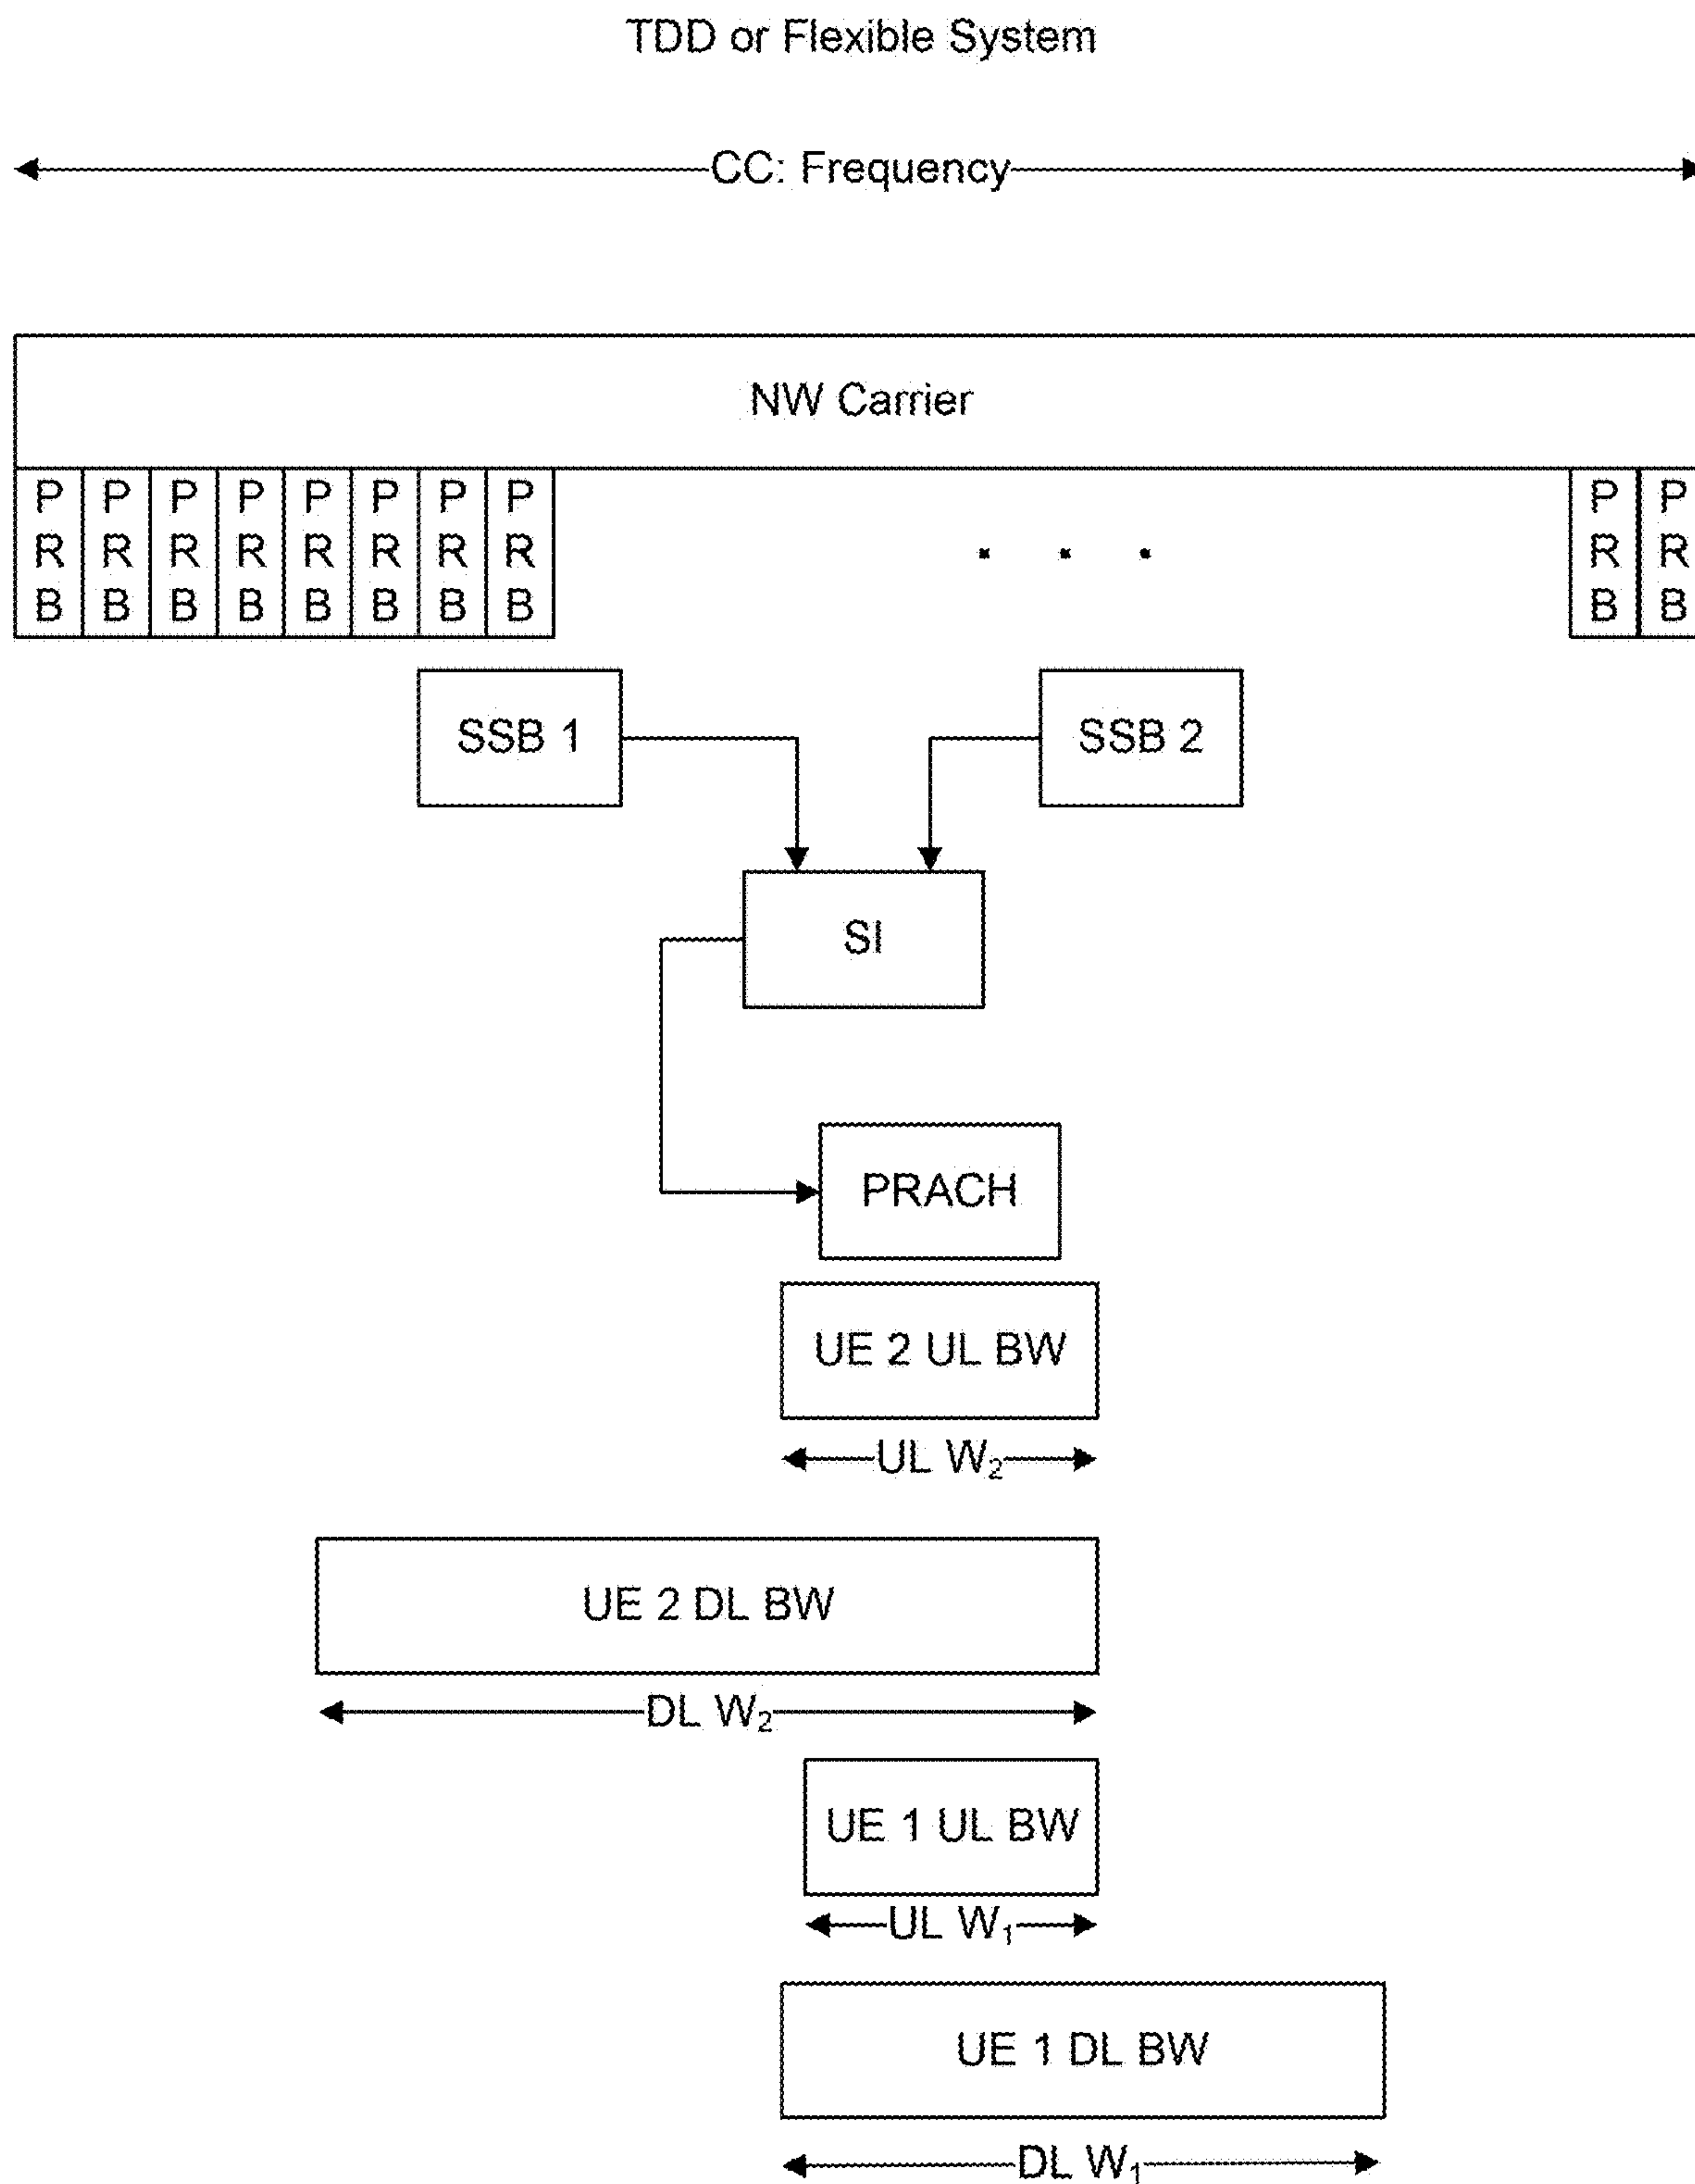 TDD or Flexible System
CC: Frequency
NW Carrier
P P P P P P P P P P
R R R R R R R R . . . R R
B B B B B B B B B B
SSB 1 SSB 2
SI
PRACH
UE 2 UL BW
UL W₂
UE 2 DL BW
DL W₂
UE 1 UL BW
UL W₁
UE 1 DL BW
DL W₁